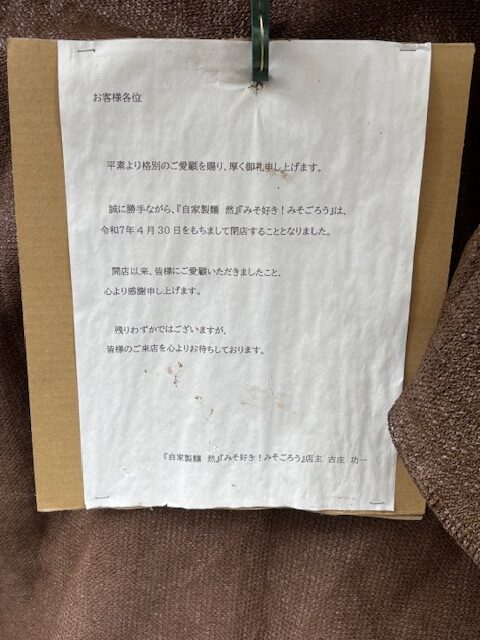 お客様各位
平素より格別のご愛顧を賜り、厚く御礼申し上げます。
誠に勝手ながら、『自家製麺 然』『みそ好き！みそごろう』は、
令和7年４月３０日をもちまして閉店することとなりました。
開店以来、皆様にご愛顧いただきましたこと、
心より感謝申し上げます。
残りわずかではございますが、
皆様のご来店を心よりお待ちしております。
『自家製麺 然』『みそ好き！みそごろう』店主 古庄 功一